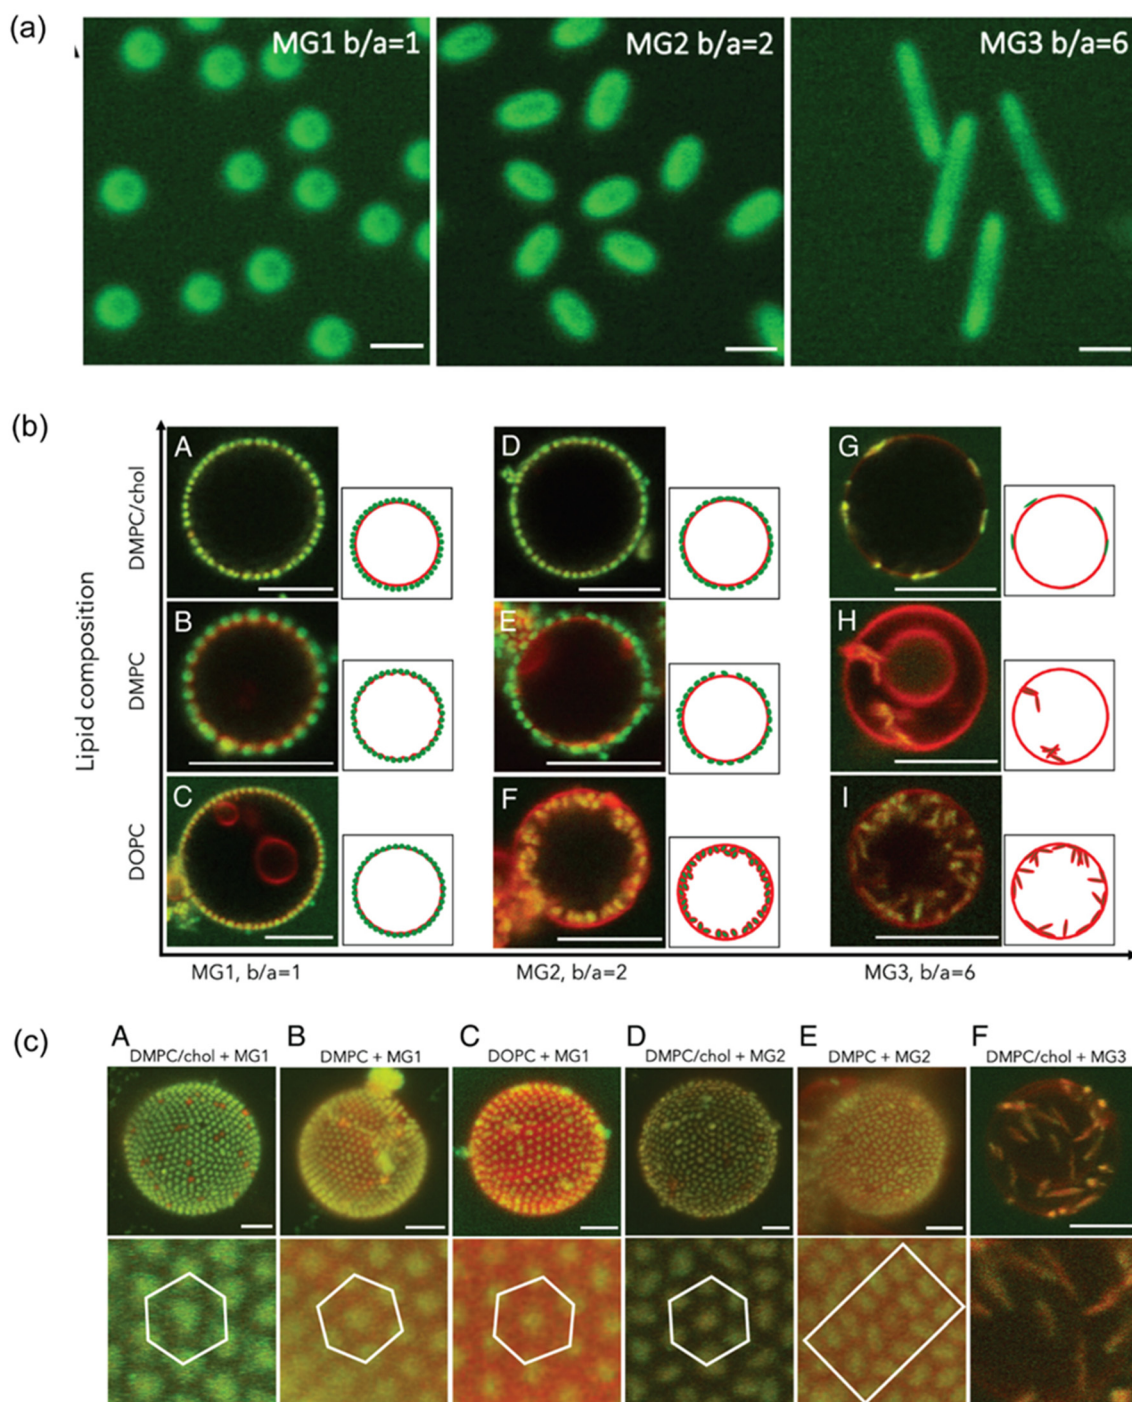 (a)
MG1 b/a=1
MG2 b/a=2
MG3 b/a=6
(b)
Lipid composition
DMPC/chol
DMPC
DOPC
A
D
G
B
E
H
C
F
I
MG1, b/a=1
MG2, b/a=2
MG3, b/a=6
(c)
A
B
C
D
E
F
DMPC/chol + MG1
DMPC + MG1
DOPC + MG1
DMPC/chol + MG2
DMPC + MG2
DMPC/chol + MG3